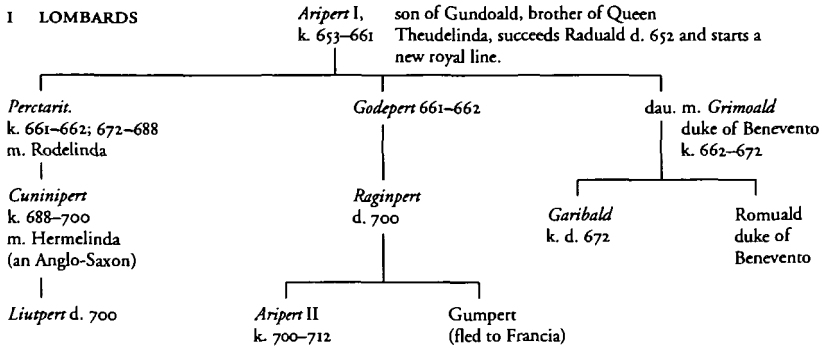 I LOMBARDS
Aripert I,
k. 653–661
son of Gundoald, brother of Queen
Theudelinda, succeeds Raduald d. 652 and starts a
new royal line.
Perctarit.
k. 661–662; 672–688
m. Rodelinda
Godepert 661–662
dau. m. Grimoald
duke of Benevento
k. 662–672
Cuninipert
k. 688–700
m. Hermelinda
(an Anglo-Saxon)
Raginpert
d. 700
Garibald
k. d. 672
Romuald
duke of
Benevento
Liutpert d. 700
Aripert II
k. 700–712
Gumpert
(fled to Francia)